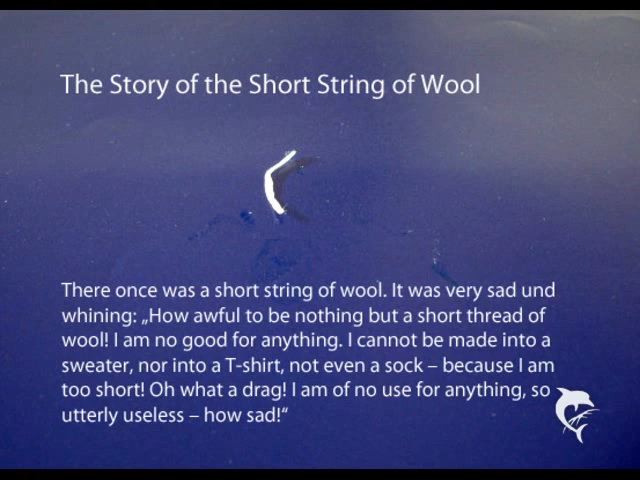 The Story of the Short String of Wool
There once was a short string of wool. It was very sad und
whining: „How awful to be nothing but a short thread of
wool! I am no good for anything. I cannot be made into a
sweater, nor into a T-shirt, not even a sock – because I am
too short! Oh what a drag! I am of no use for anything, so
utterly useless – how sad!“